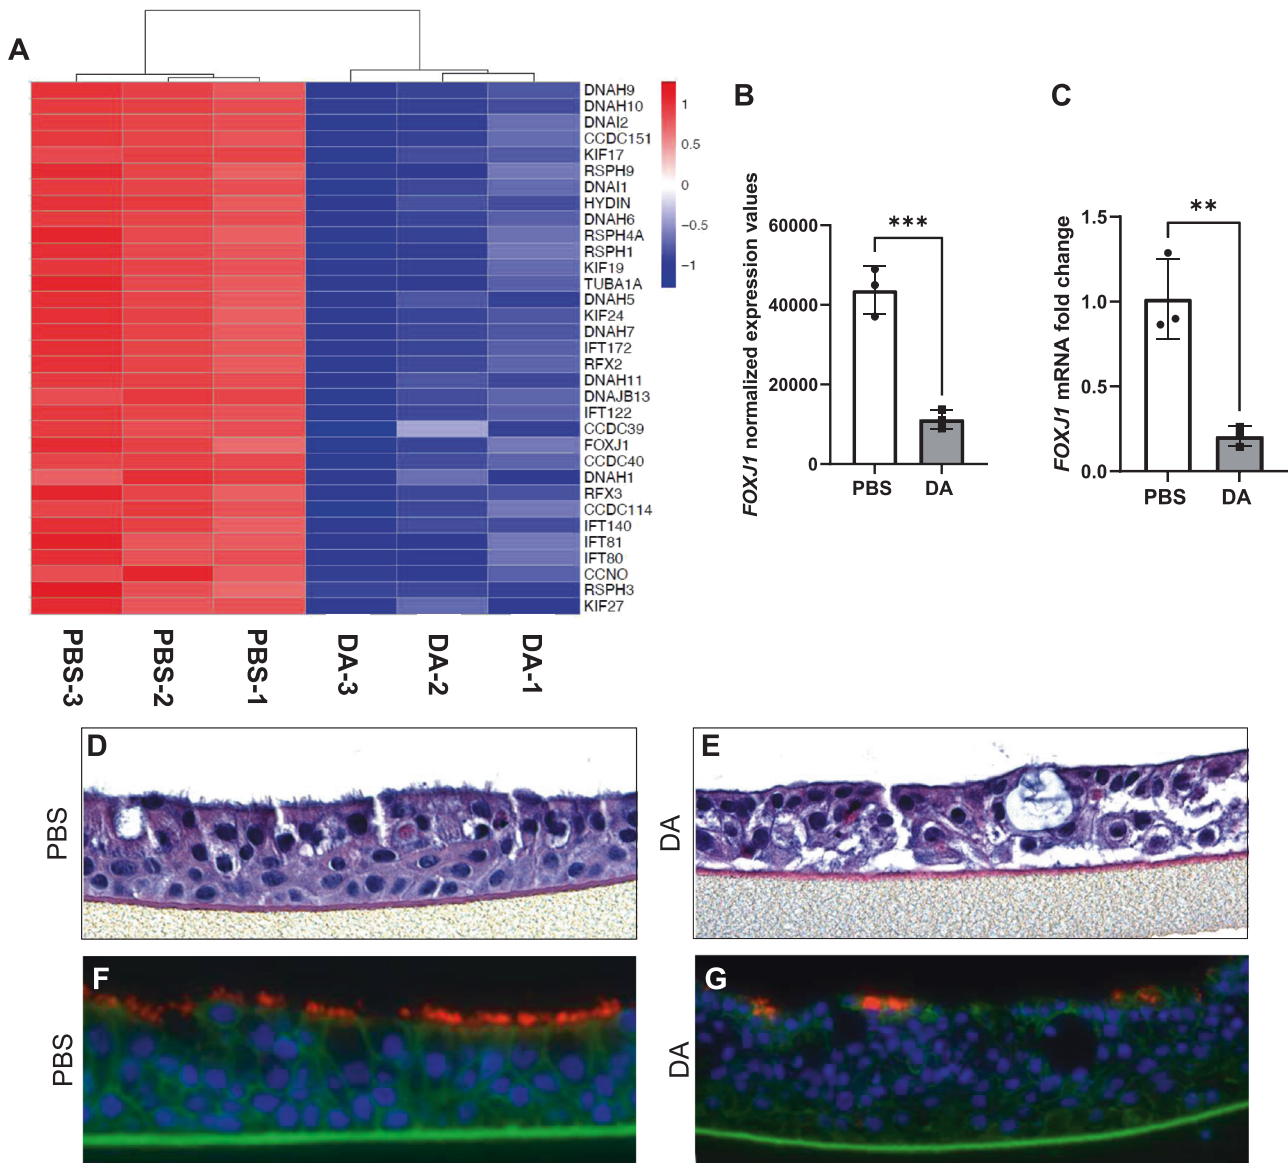 A
DNAH9
DNAH10
DNAI2
CCDC151
KIF17
RSPH9
DNAI1
HYDIN
DNAH6
RSPH4A
RSPH1
KIF19
TUBA1A
DNAH5
KIF24
DNAH7
IFT172
RFX2
DNAH11
DNAJB13
IFT122
CCDC39
FOXJ1
CCDC40
DNAH1
RFX3
CCDC114
IFT140
IFT81
IFT80
CCNO
RSPH3
KIF27
1
0.5
0
−0.5
−1
PBS-3
PBS-2
PBS-1
DA-3
DA-2
DA-1
B
FOXJ1 normalized expression values
60000
40000
20000
0
***
PBS
DA
C
FOXJ1 mRNA fold change
1.5
1.0
0.5
0.0
**
PBS
DA
D
PBS
E
DA
F
PBS
G
DA